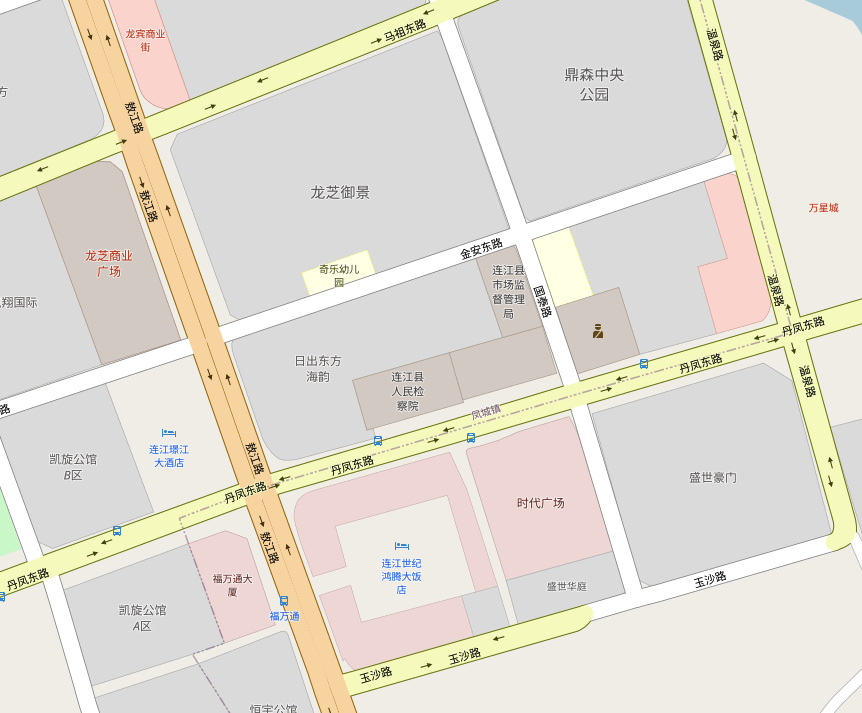 龙宾商业
街
马祖东路
温泉路
鼎森中央
公园
方
敖江路
龙芝御景
敖江路
万星城
龙芝商业
广场
金安东路
奇乐幼儿
园
连江县
市场监
督管理
局
国泰路
温泉路
翔国际
丹凤东路
日出东方
海韵
丹凤东路
连江县
人民检
察院
温泉路
路
凤城镇
敖江路
连江璟江
大酒店
凯旋公馆
B区
丹凤东路
盛世豪门
丹凤东路
时代广场
敖江路
连江世纪
鸿腾大饭
店
丹凤东路
福万通大
厦
玉沙路
盛世华庭
凯旋公馆
A区
福万通
玉沙路
玉沙路
恒宇公馆